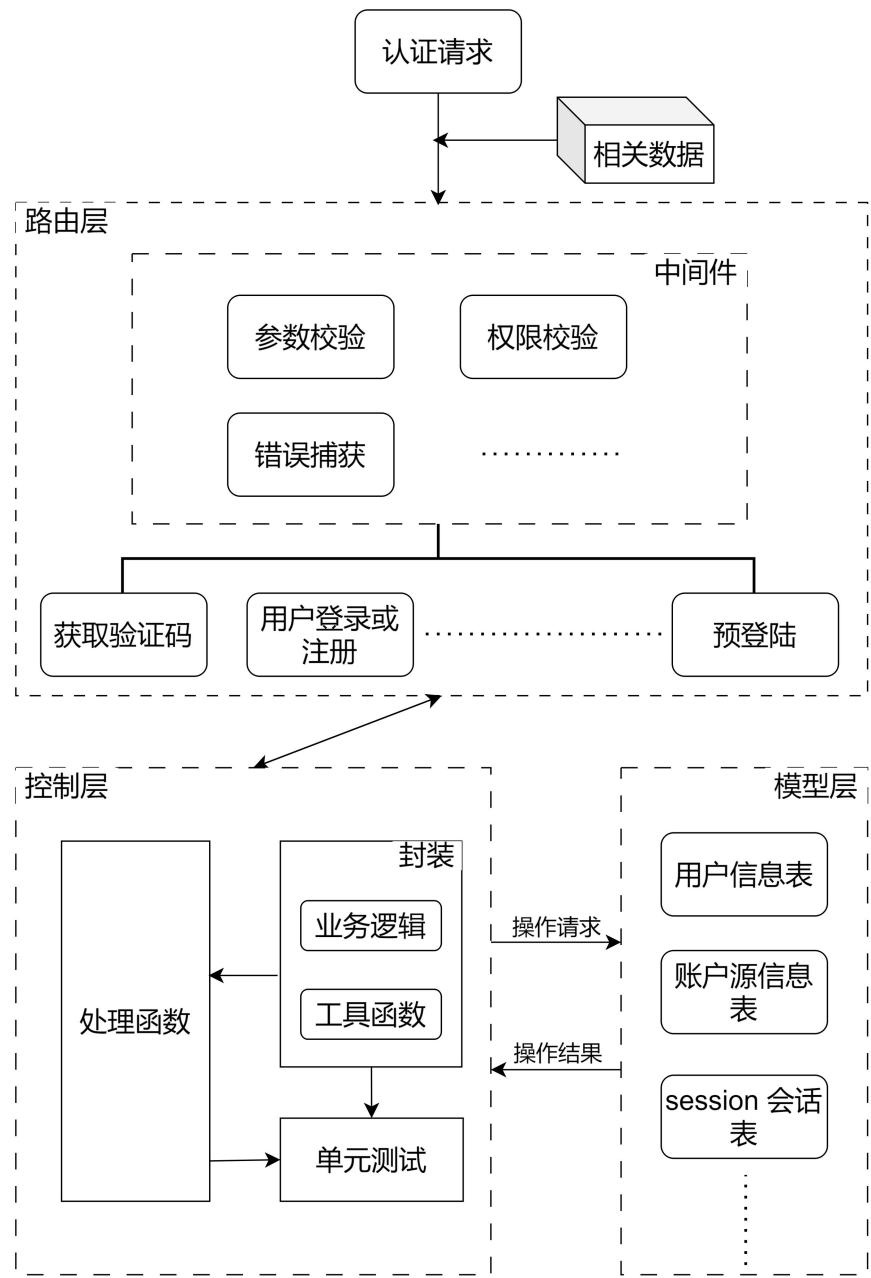 认证请求
相关数据
路由层
中间件
参数校验
权限校验
错误捕获
获取验证码
用户登录或
注册
预登陆
控制层
封装
业务逻辑
工具函数
处理函数
单元测试
操作请求
操作结果
模型层
用户信息表
账户源信息
表
session 会话
表